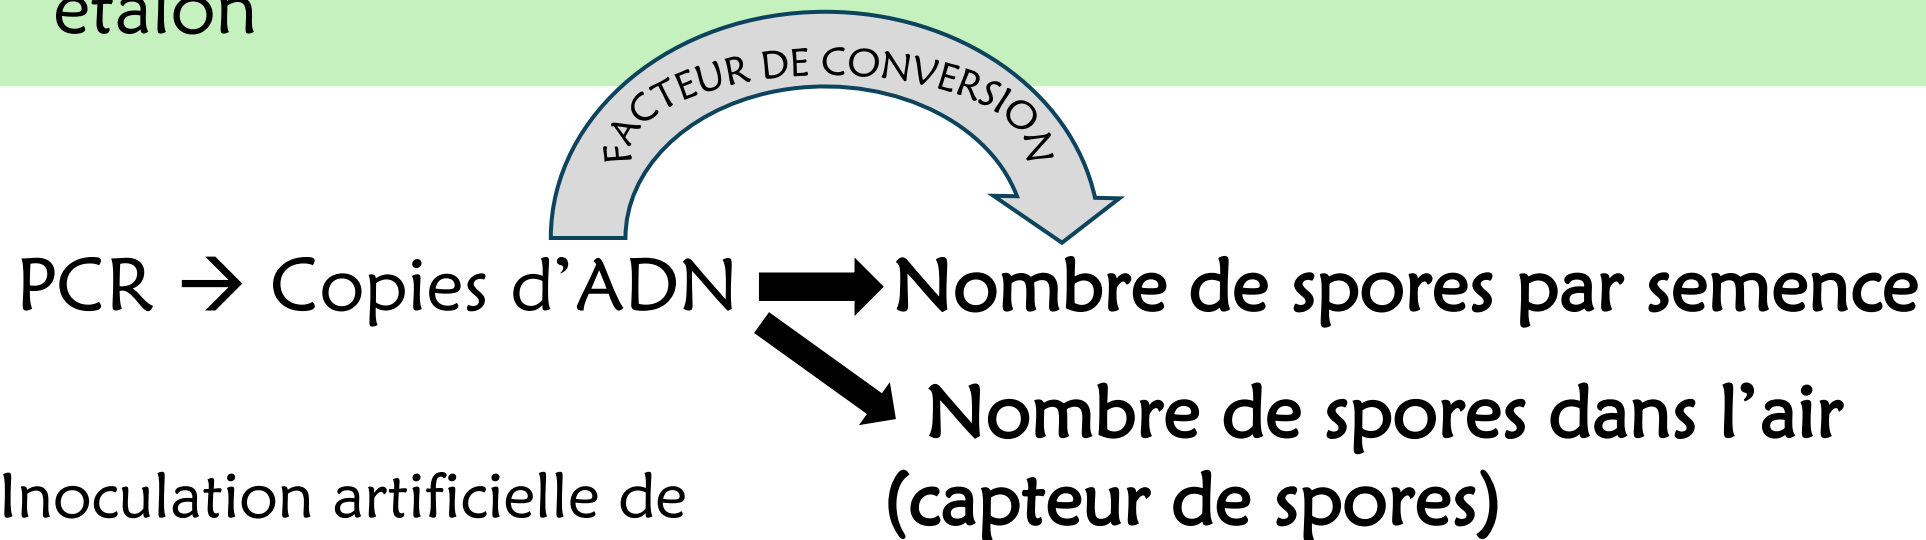 étalon
FACTEUR DE CONVERSION
PCR → Copies d’ADN
Nombre de spores par semence
Nombre de spores dans l’air
(capteur de spores)
Inoculation artificielle de